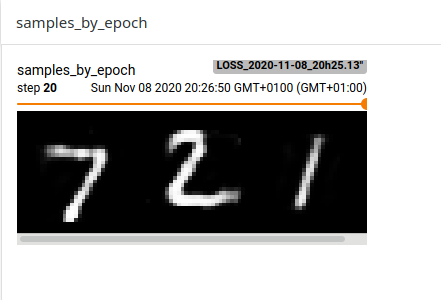 samples_by_epoch
samples_by_epoch
LOSS_2020-11-08_20h25.13"
step 20 Sun Nov 08 2020 20:26:50 GMT+0100 (GMT+01:00)
7 2 1